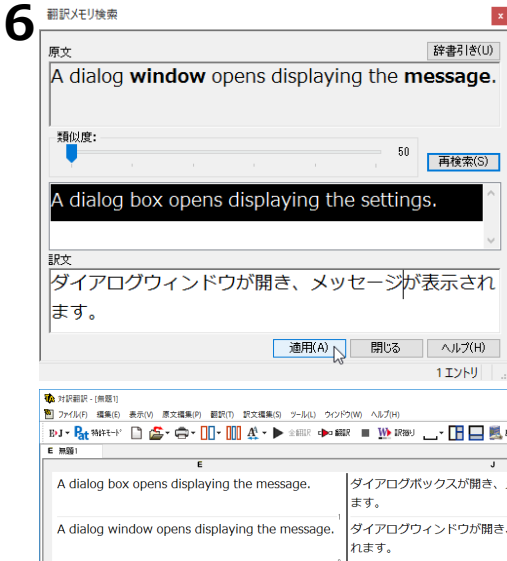 6
翻訳メモリ検索
x
原文
辞書引き(U)
A dialog window opens displaying the message.
類似度:
50
再検索(S)
A dialog box opens displaying the settings.
訳文
ダイアログウィンドウが開き、メッセージが表示され
ます。
適用(A)
閉じる
ヘルプ(H)
1 エントリ
対訳翻訳 - [無題1]
ファイル(F) 編集(E) 表示(V) 原文編集(P) 翻訳(T) 訳文編集(S) ツール(L) ウィンドウ(W) ヘルプ(H)
E›J Pat 特許モード 全翻訳 翻訳 訳振り
E 無題1
E J
A dialog box opens displaying the message.
ダイアログボックスが開き、
ます。
1
A dialog window opens displaying the message.
ダイアログウィンドウが開き、
れます。